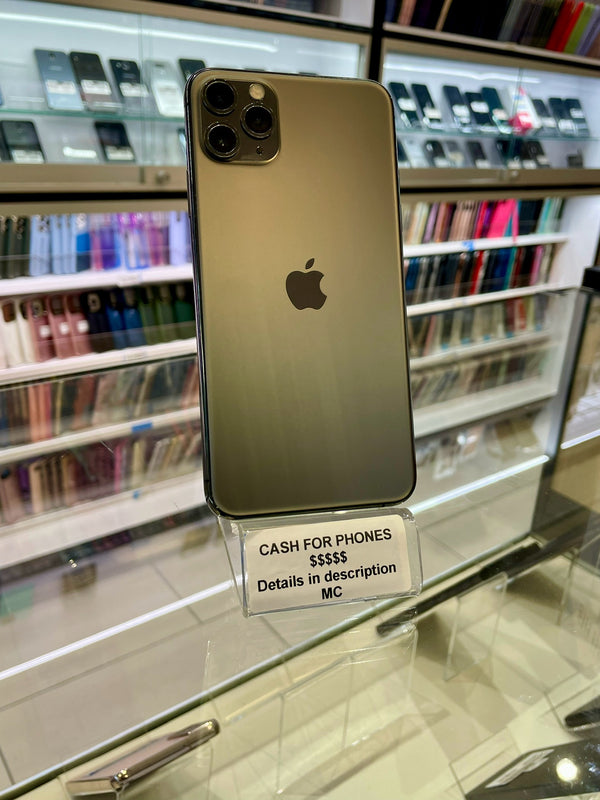 CASH FOR PHONES
$$$$$
Details in description
MC